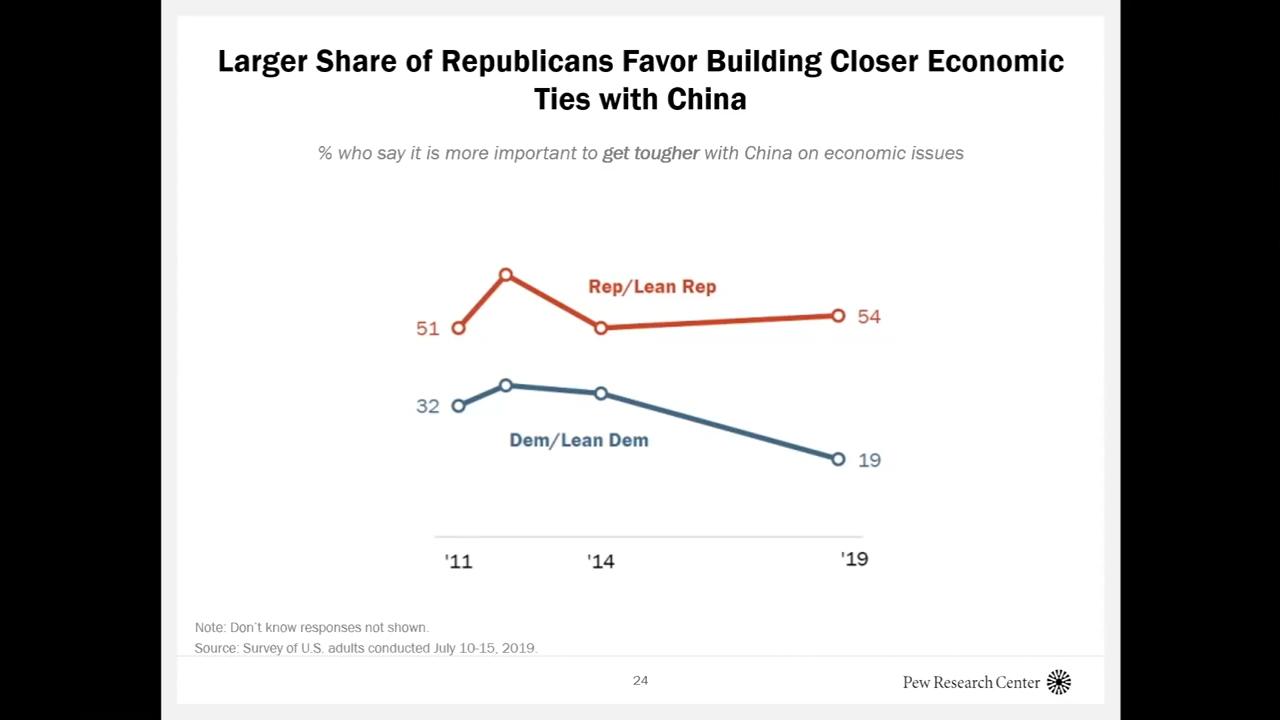 Larger Share of Republicans Favor Building Closer Economic
Ties with China
% who say it is more important to get tougher with China on economic issues
Rep/Lean Rep
51
54
32
Dem/Lean Dem
19
'11
'14
'19
Note: Don't know responses not shown.
Source: Survey of U.S. adults conducted July 10-15, 2019.
24
Pew Research Center